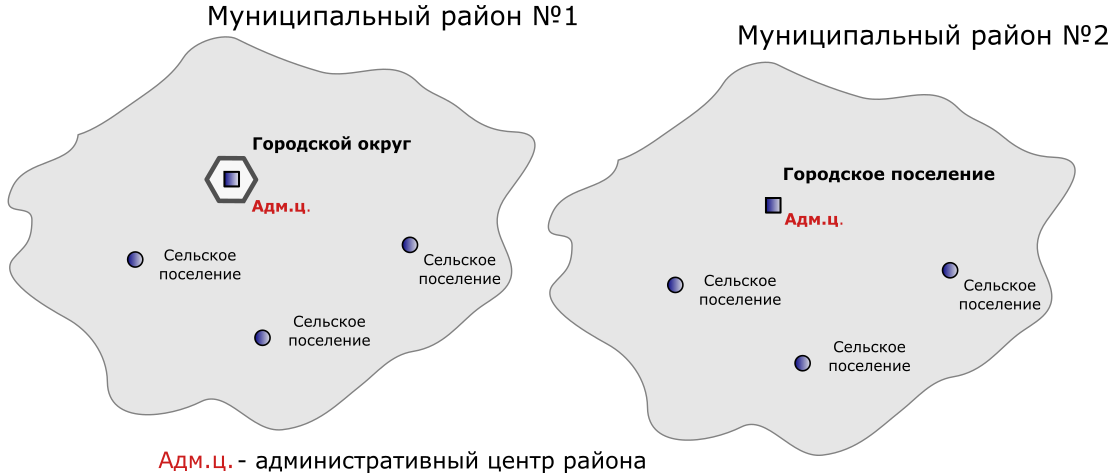 Муниципальный район №1
Городской округ
Адм.ц.
Сельское
поселение
Сельское
поселение
Сельское
поселение
Муниципальный район №2
Городское поселение
Адм.ц.
Сельское
поселение
Сельское
поселение
Сельское
поселение
Адм.ц. - административный центр района